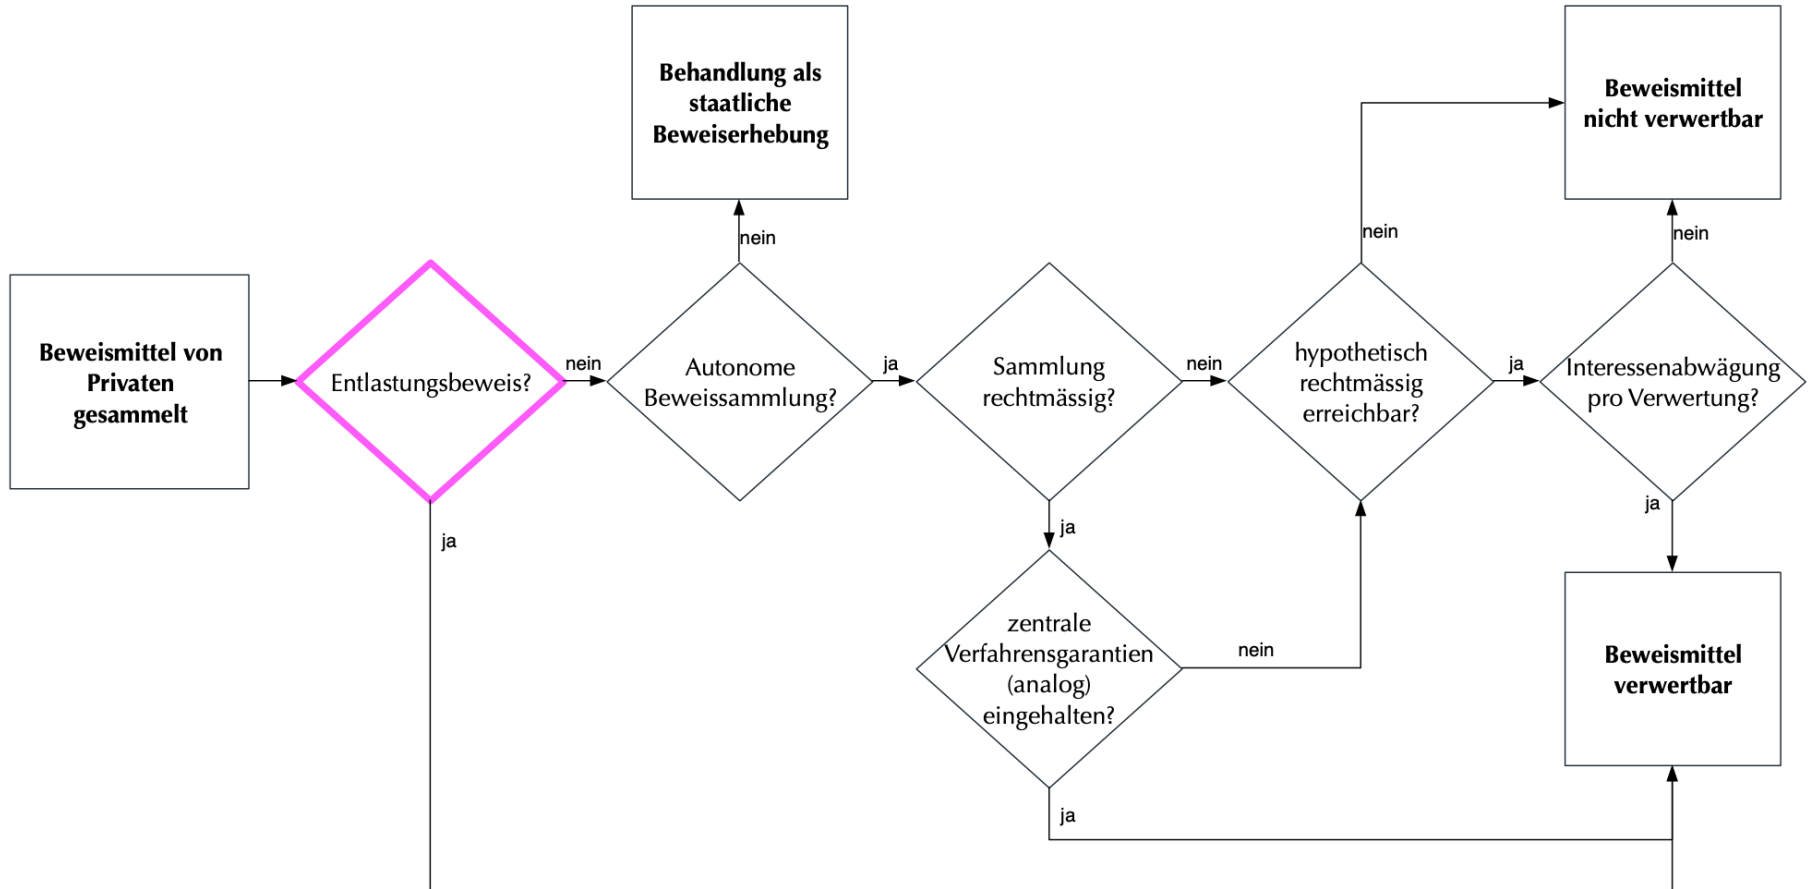 Beweismittel von
Privaten
gesammelt
Entlastungsbeweis?
nein
ja
Behandlung als
staatliche
Beweiserhebung
nein
Autonome
Beweissammlung?
ja
Sammlung
rechtmässig?
nein
ja
zentrale
Verfahrensgarantien
(analog)
eingehalten?
nein
ja
nein
hypothetisch
rechtmässig
erreichbar?
ja
Beweismittel
nicht verwertbar
nein
Interessenabwägung
pro Verwertung?
ja
Beweismittel
verwertbar